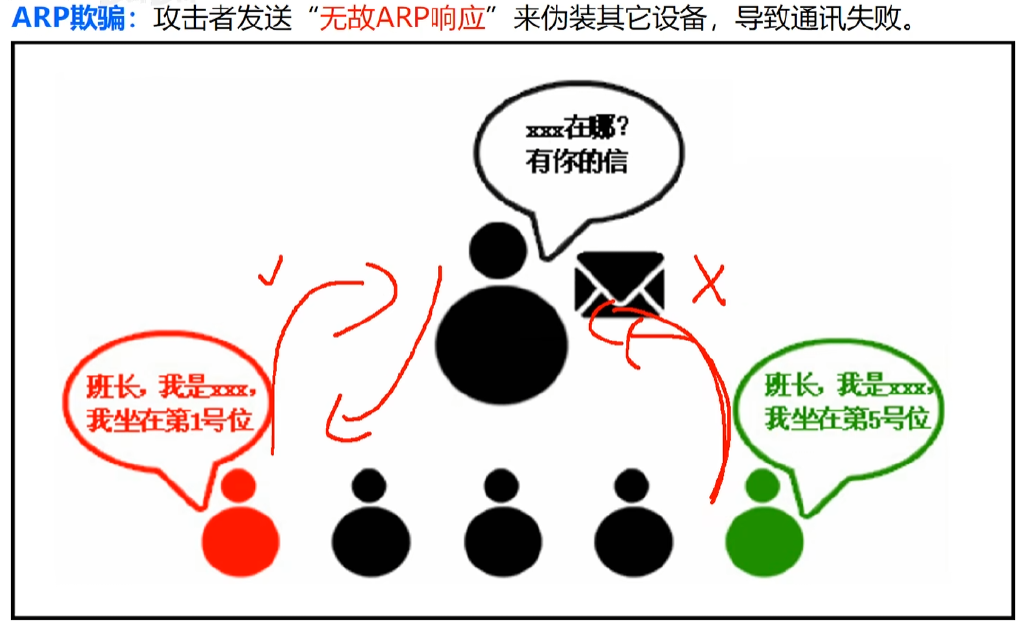 ARP欺骗：攻击者发送“无故ARP响应”来伪装其它设备，导致通讯失败。
xxx在哪？
有你的信
班长，我是xxx，
我坐在第1号位
班长，我是xxx，
我坐在第5号位